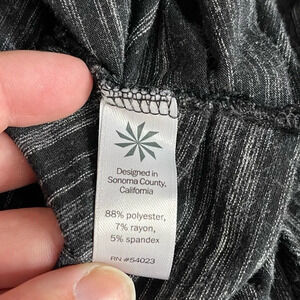 Designed in
Sonoma County,
California
88% polyester,
7% rayon,
5% spandex
RN #54023